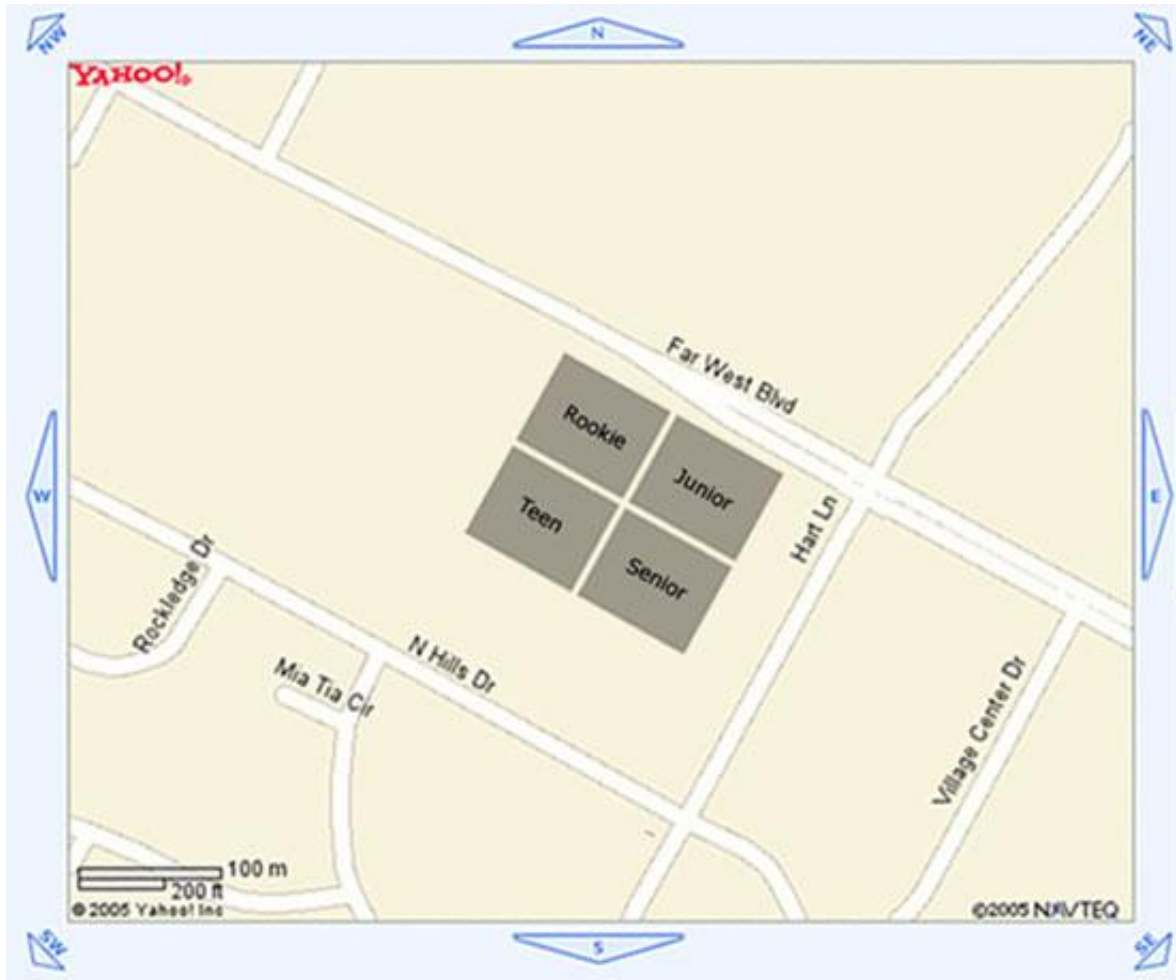 NW
N
NE
YAHOO!
Far West Blvd
Rookie
Junior
W
E
Teen
Hart Ln
Senior
Rockledge Dr
N Hills Dr
Mia Tia Cir
Village Center Dr
100 m
200 ft
©2005 Yahoo! Inc
©2005 NAVTEQ
SW
S
SE